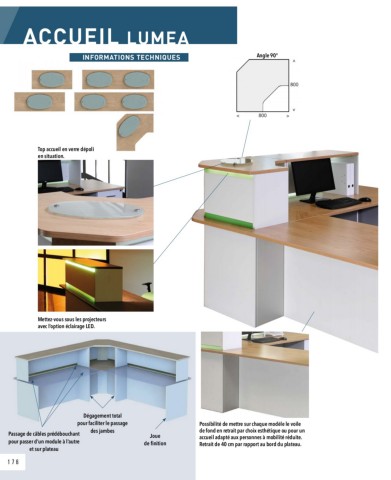 ACCUEIL LUMEA
INFORMATIONS TECHNIQUES
Angle 90°
800
800
Top accueil en verre dépoli
en situation.
Mettez-vous sous les projecteurs
avec l'option éclairage LED.
Dégagement total
pour faciliter le passage
des jambes
Passage de câbles prédébouchant
pour passer d'un module à l'autre
et sur plateau
Joue
de finition
Possibilité de mettre sur chaque modèle le voile
de fond en retrait par choix esthétique ou pour un
accueil adapté aux personnes à mobilité réduite.
Retrait de 40 cm par rapport au bord du plateau.
178